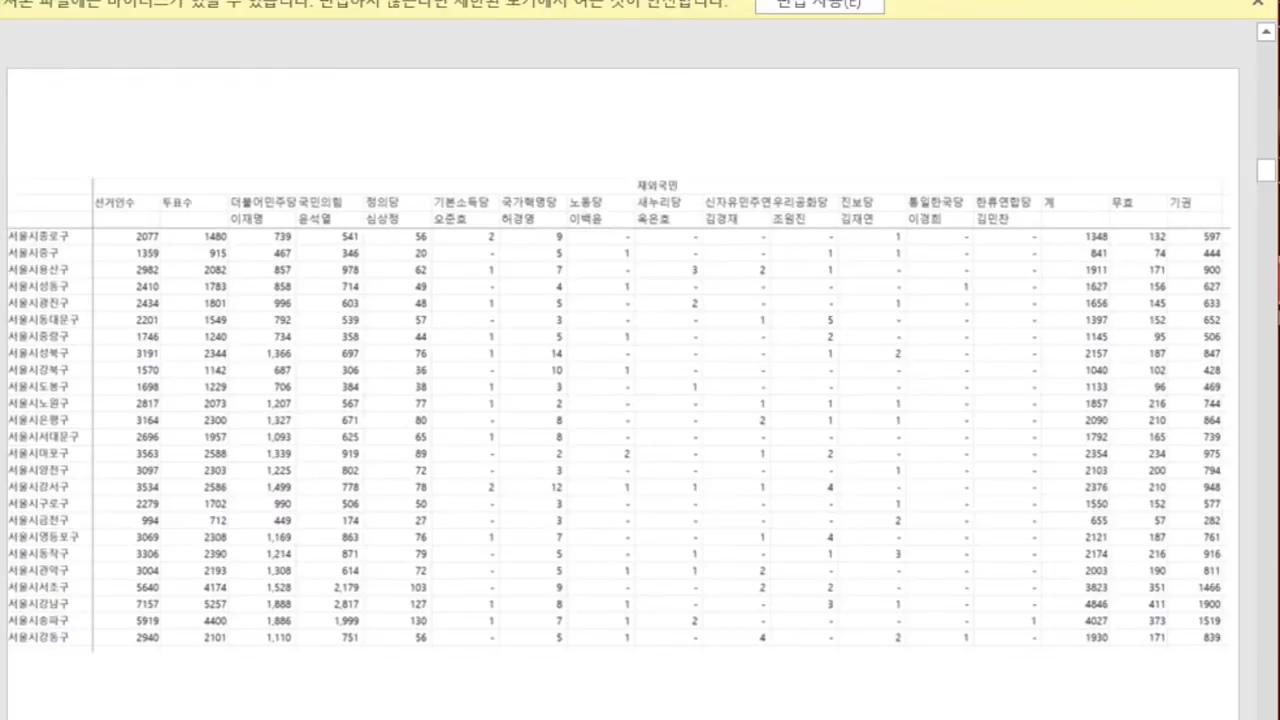 편집 사용(E)
재외국민
선거인수 투표수 더불어민주당 국민의힘 정의당 기본소득당 국가혁명당 노동당 새누리당 신자유민주연 우리공화당 진보당 통일한국당 한류연합당 계 무효 기권
이재명 윤석열 심상정 오준호 허경영 이백윤 옥은호 김경재 조원진 김재연 이경희 김민찬
서울시종로구 2077 1480 739 541 56 2 9 - - - - 1 - - 1348 132 597
서울시중구 1359 915 467 346 20 - 5 1 - - 1 1 - - 841 74 444
서울시용산구 2982 2082 857 978 62 1 7 - 3 2 1 - - - 1911 171 900
서울시성동구 2410 1783 858 714 49 - 4 1 - - - - 1 - 1627 156 627
서울시광진구 2434 1801 996 603 48 1 5 - 2 - - 1 - - 1656 145 633
서울시동대문구 2201 1549 792 539 57 - 3 - - 1 5 - - - 1397 152 652
서울시중랑구 1746 1240 734 358 44 1 5 1 - - 2 - - - 1145 95 506
서울시성북구 3191 2344 1,366 697 76 1 14 - - - 1 2 - - 2157 187 847
서울시강북구 1570 1142 687 306 36 - 10 1 - - - - - - 1040 102 428
서울시도봉구 1698 1229 706 384 38 1 3 - 1 - - - - - 1133 96 469
서울시노원구 2817 2073 1,207 567 77 1 2 - - 1 1 1 - - 1857 216 744
서울시은평구 3164 2300 1,327 671 80 - 8 - - 2 1 1 - - 2090 210 864
서울시서대문구 2696 1957 1,093 625 65 1 8 - - - - - - - 1792 165 739
서울시마포구 3563 2588 1,339 919 89 - 2 2 - 1 2 - - - 2354 234 975
서울시양천구 3097 2303 1,225 802 72 - 3 - - - - 1 - - 2103 200 794
서울시강서구 3534 2586 1,499 778 78 2 12 1 1 1 4 - - - 2376 210 948
서울시구로구 2279 1702 990 506 50 - 3 - - - - 1 - - 1550 152 577
서울시금천구 994 712 449 174 27 - 3 - - - - 2 - - 655 57 282
서울시영등포구 3069 2308 1,169 863 76 1 7 - - 1 4 - - - 2121 187 761
서울시동작구 3306 2390 1,214 871 79 - 5 - 1 - 1 3 - - 2174 216 916
서울시관악구 3004 2193 1,308 614 72 - 5 1 1 2 - - - - 2003 190 811
서울시서초구 5640 4174 1,528 2,179 103 - 9 - - 2 2 - - - 3823 351 1466
서울시강남구 7157 5257 1,888 2,817 127 1 8 1 - - 3 1 - - 4846 411 1900
서울시송파구 5919 4400 1,886 1,999 130 1 7 1 2 - - - - 1 4027 373 1519
서울시강동구 2940 2101 1,110 751 56 - 5 1 - 4 - 2 1 - 1930 171 839